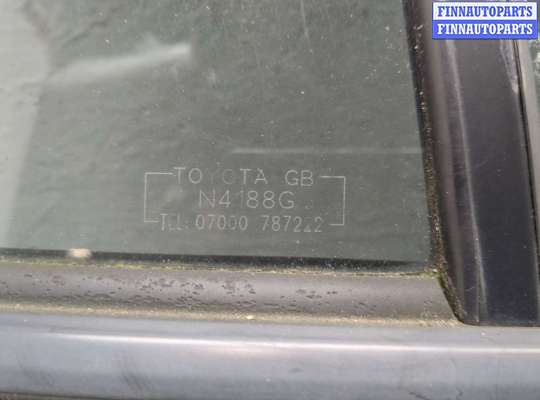 FINNAUTOPARTS
FINNAUTOPARTS
TOYOTA GB
N4188G
TEL: 07000 787222